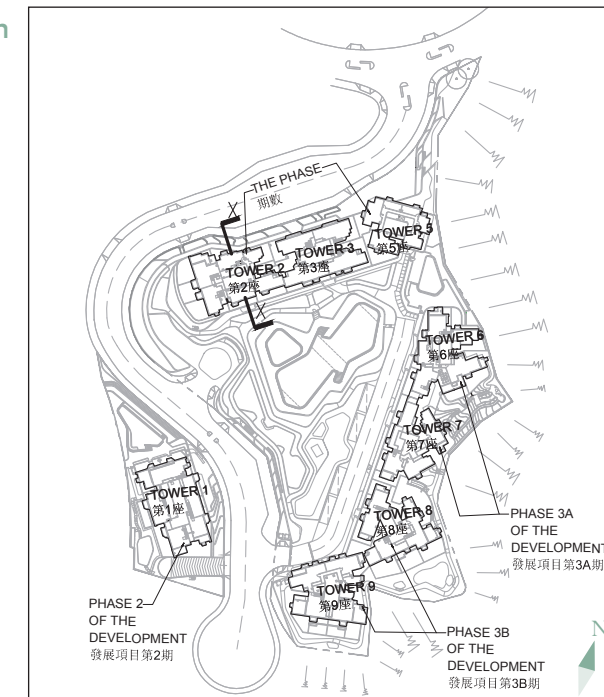 n
THE PHASE
期數
X
TOWER 5
第5座
TOWER 3
第3座
TOWER 2
第2座
X
TOWER 6
第6座
TOWER 7
第7座
TOWER 1
第1座
TOWER 8
第8座
PHASE 3A
OF THE
DEVELOPMENT
發展項目第3A期
TOWER 9
第9座
PHASE 2
OF THE
DEVELOPMENT
發展項目第2期
PHASE 3B
OF THE
DEVELOPMENT
發展項目第3B期
N